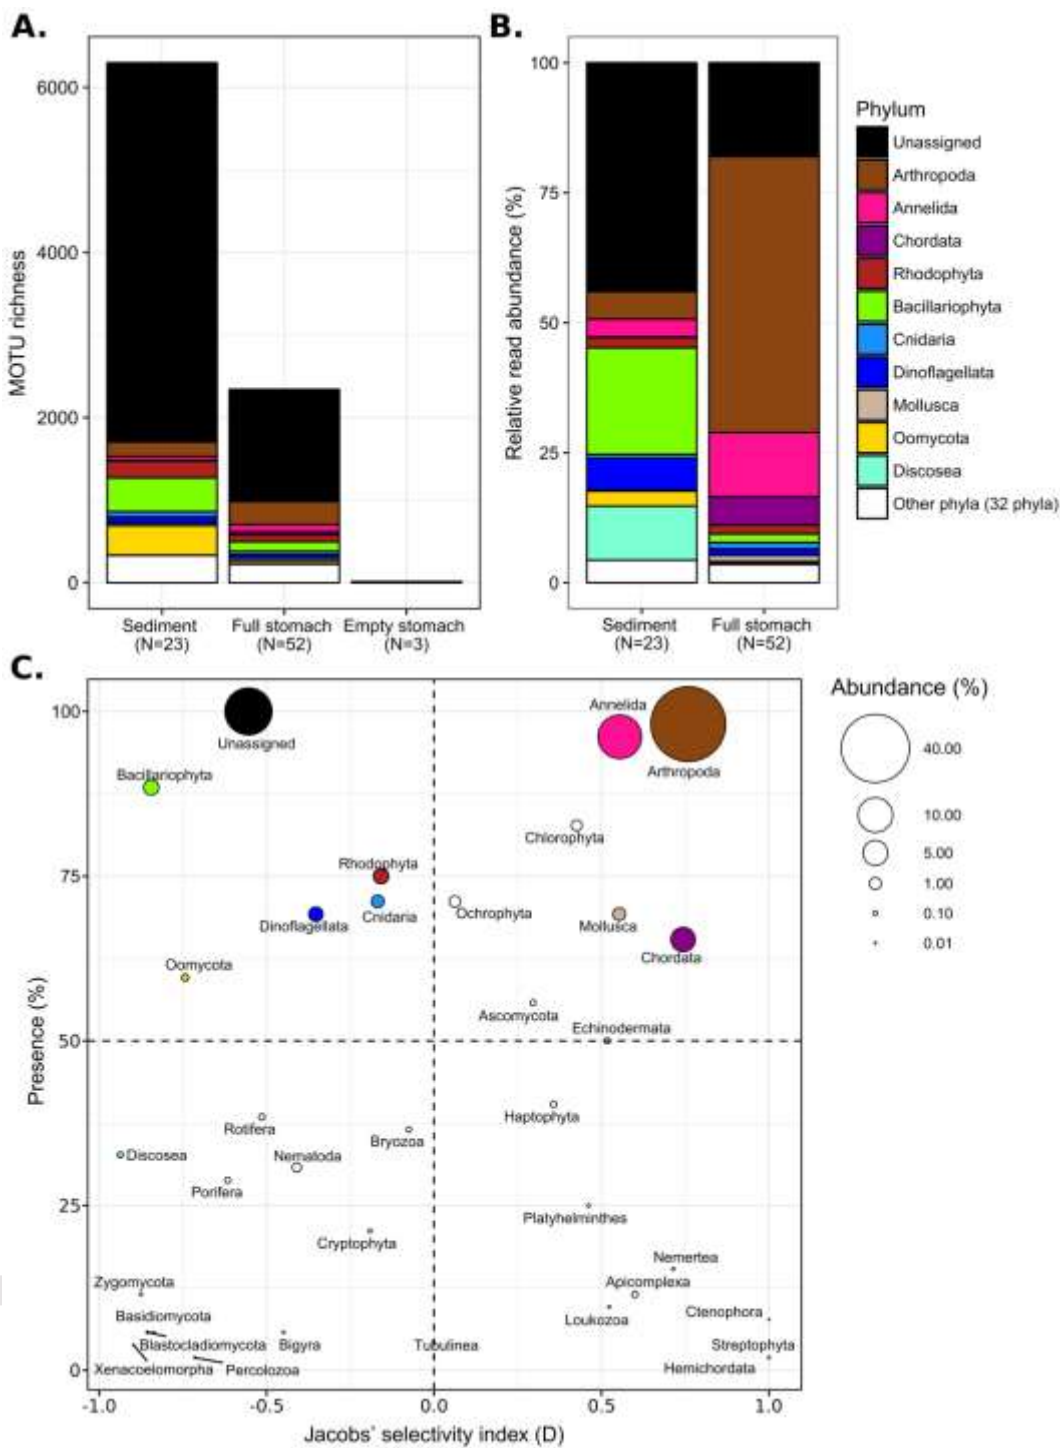 A.
B.
6000
4000
2000
0
MOTU richness
Sediment
(N=23)
Full stomach
(N=52)
Empty stomach
(N=3)
100
75
50
25
0
Relative read abundance (%)
Sediment
(N=23)
Full stomach
(N=52)
Phylum
Unassigned
Arthropoda
Annelida
Chordata
Rhodophyta
Bacillariophyta
Cnidaria
Dinoflagellata
Mollusca
Oomycota
Discosea
Other phyla (32 phyla)
C.
100
75
50
25
0
Presence (%)
Annelida
Unassigned
Arthropoda
Bacillariophyta
Chlorophyta
Rhodophyta
Cnidaria
Ochrophyta
Dinoflagellata
Mollusca
Chordata
Oomycota
Ascomycota
Echinodermata
Haptophyta
Rotifera
Bryozoa
Discosea
Nematoda
Porifera
Platyhelminthes
Cryptophyta
Nemertea
Zygomycota
Apicomplexa
Basidiomycota
Loukozoa
Ctenophora
Blastocladiomycota
Bigyra
Tubulinea
Streptophyta
Xenacoelomorpha
Percolozoa
Hemichordata
-1.0
-0.5
0.0
0.5
1.0
Jacobs' selectivity index (D)
Abundance (%)
40.00
10.00
5.00
1.00
0.10
0.01